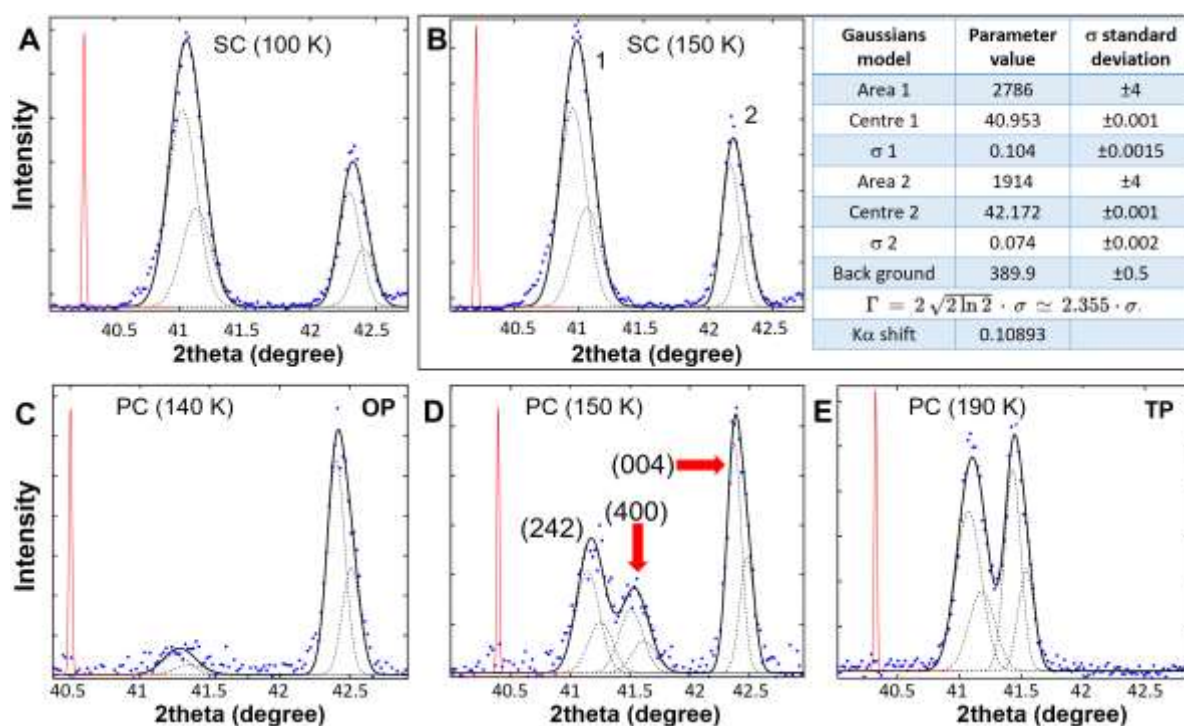 A SC (100 K)
Intensity
40.5 41 41.5 42 42.5
2theta (degree)
B SC (150 K)
1
2
40.5 41 41.5 42 42.5
2theta (degree)
Gaussians model Parameter value σ standard deviation
Area 1 2786 ±4
Centre 1 40.953 ±0.001
σ 1 0.104 ±0.0015
Area 2 1914 ±4
Centre 2 42.172 ±0.001
σ 2 0.074 ±0.002
Back ground 389.9 ±0.5
Γ = 2 √2 ln 2 · σ ≃ 2.355 · σ.
Kα shift 0.10893
C PC (140 K) OP
Intensity
40.5 41 41.5 42 42.5
2theta (degree)
D PC (150 K)
(004)
(400)
(242)
40.5 41 41.5 42 42.5
2theta (degree)
E PC (190 K) TP
40.5 41 41.5 42 42.5
2theta (degree)